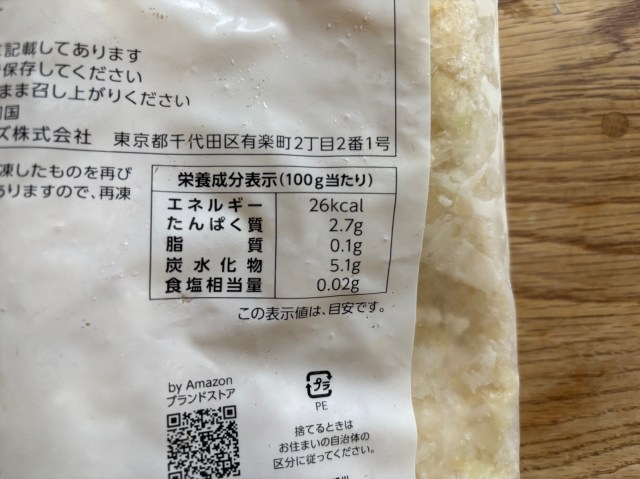 記載してあります
保存してください
まま召し上がりください
国
ズ株式会社 東京都千代田区有楽町2丁目2番1号
凍したものを再び
ありますので、再凍
栄養成分表示(100g当たり)
エネルギー 26kcal
たんぱく質 2.7g
脂質 0.1g
炭水化物 5.1g
食塩相当量 0.02g
この表示値は、目安です。
by Amazon
ブランドストア
プラ
PE
捨てるときは
お住まいの自治体の
区分に従ってください。